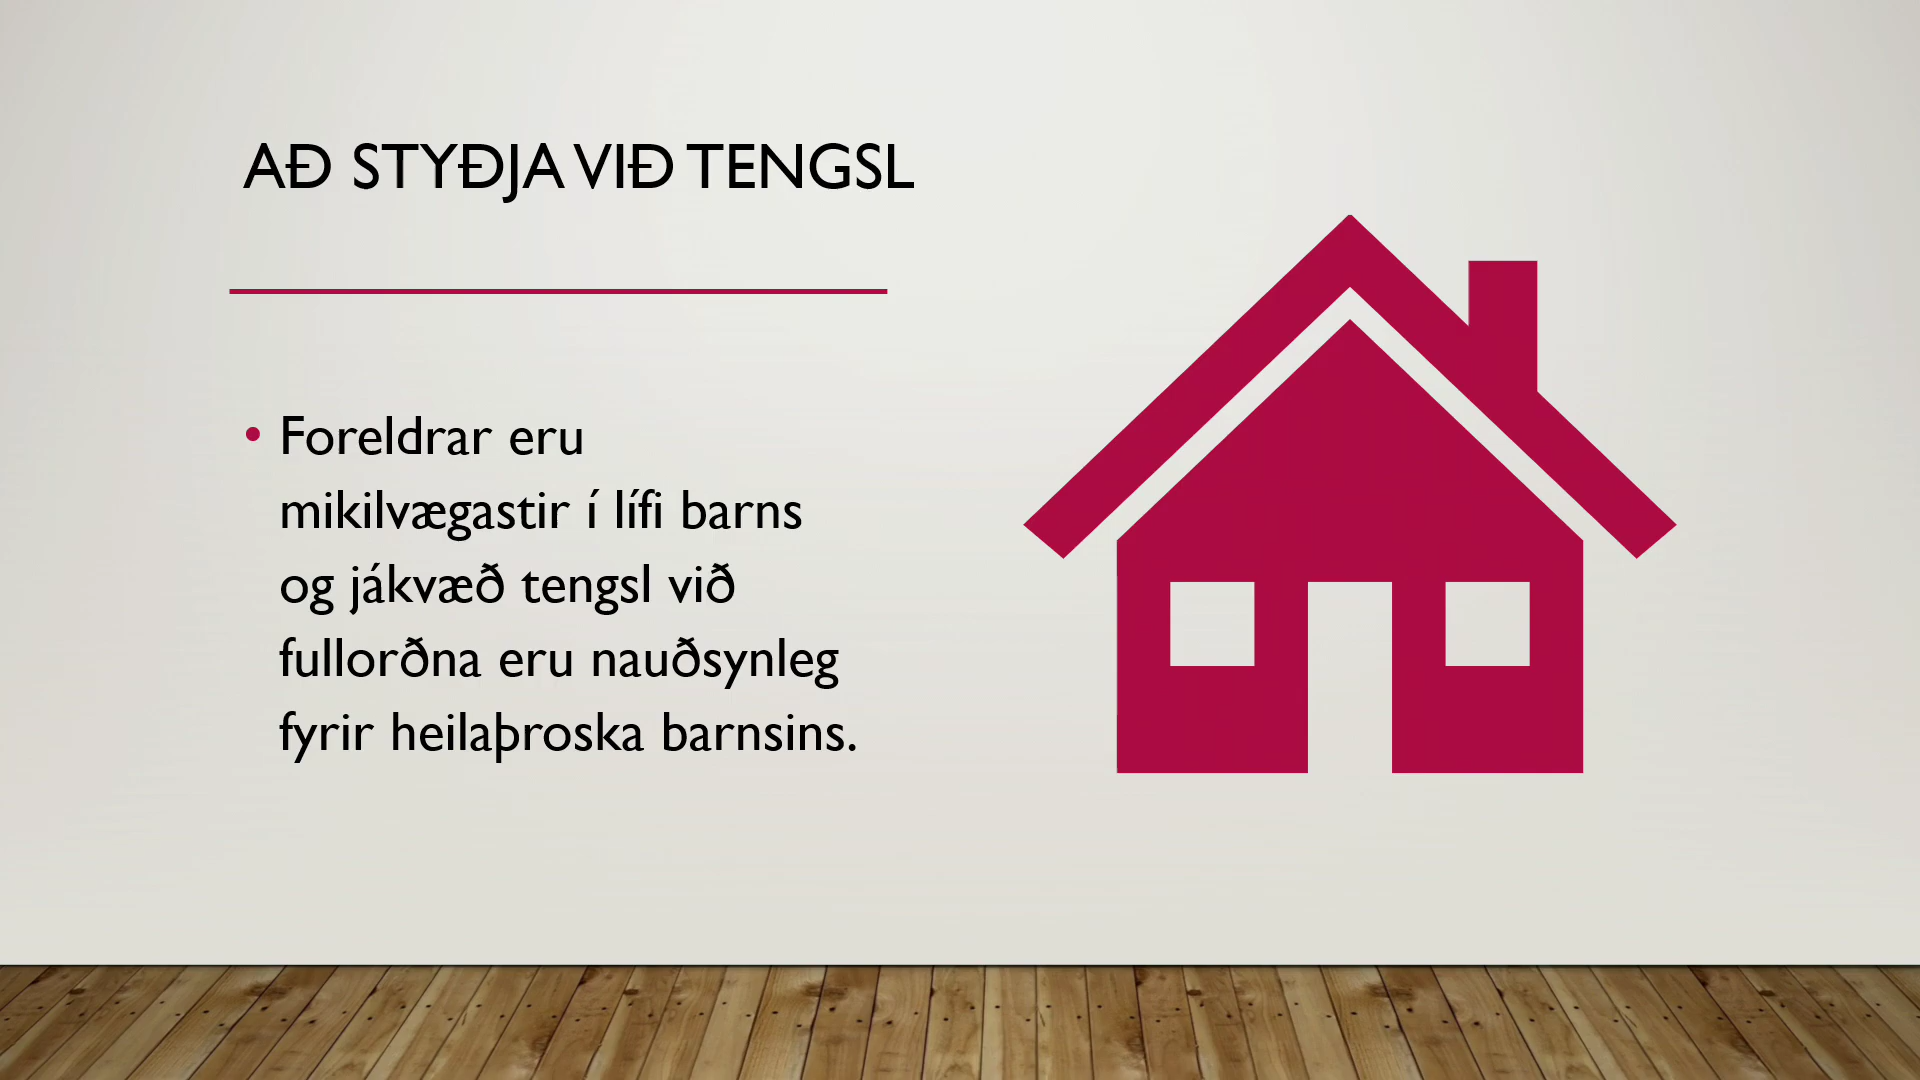 AÐ STYÐJA VIÐ TENGSL
• Foreldrar eru
mikilvægastir í lífi barns
og jákvæð tengsl við
fullorðna eru nauðsynleg
fyrir heilaþroska barnsins.